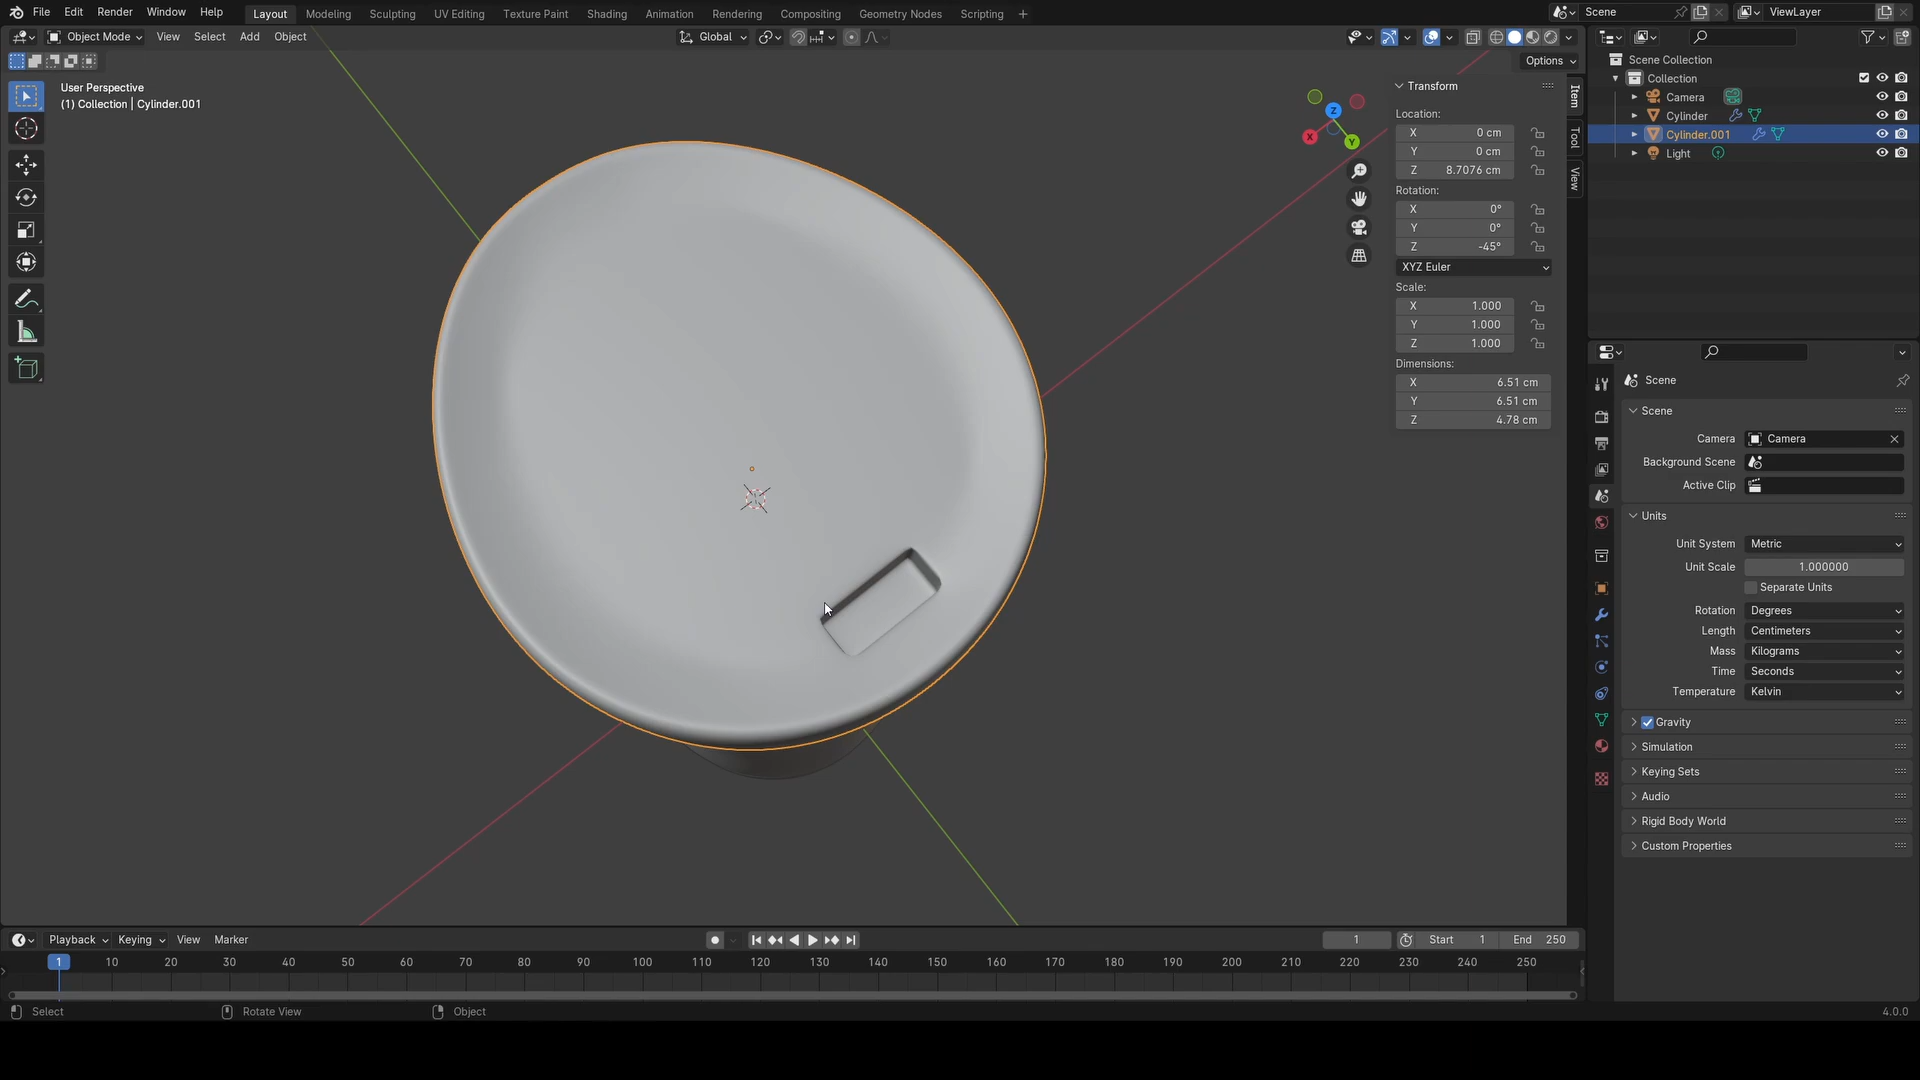 File Edit Render Window Help Layout Modeling Sculpting UV Editing Texture Paint Shading Animation Rendering Compositing Geometry Nodes Scripting + Scene ViewLayer
Object Mode View Select Add Object Global
Options
User Perspective
(1) Collection | Cylinder.001
Z
X
Y
Transform
Location:
X 0 cm
Y 0 cm
Z 8.7076 cm
Rotation:
X 0°
Y 0°
Z -45°
XYZ Euler
Scale:
X 1.000
Y 1.000
Z 1.000
Dimensions:
X 6.51 cm
Y 6.51 cm
Z 4.78 cm
Item
Tool
View
Scene Collection
Collection
Camera
Cylinder
Cylinder.001
Light
Scene
Scene
Camera Camera
Background Scene
Active Clip
Units
Unit System Metric
Unit Scale 1.000000
Separate Units
Rotation Degrees
Length Centimeters
Mass Kilograms
Time Seconds
Temperature Kelvin
Gravity
Simulation
Keying Sets
Audio
Rigid Body World
Custom Properties
Playback Keying View Marker 1 Start 1 End 250
1 10 20 30 40 50 60 70 80 90 100 110 120 130 140 150 160 170 180 190 200 210 220 230 240 250
Select Rotate View Object 4.0.0